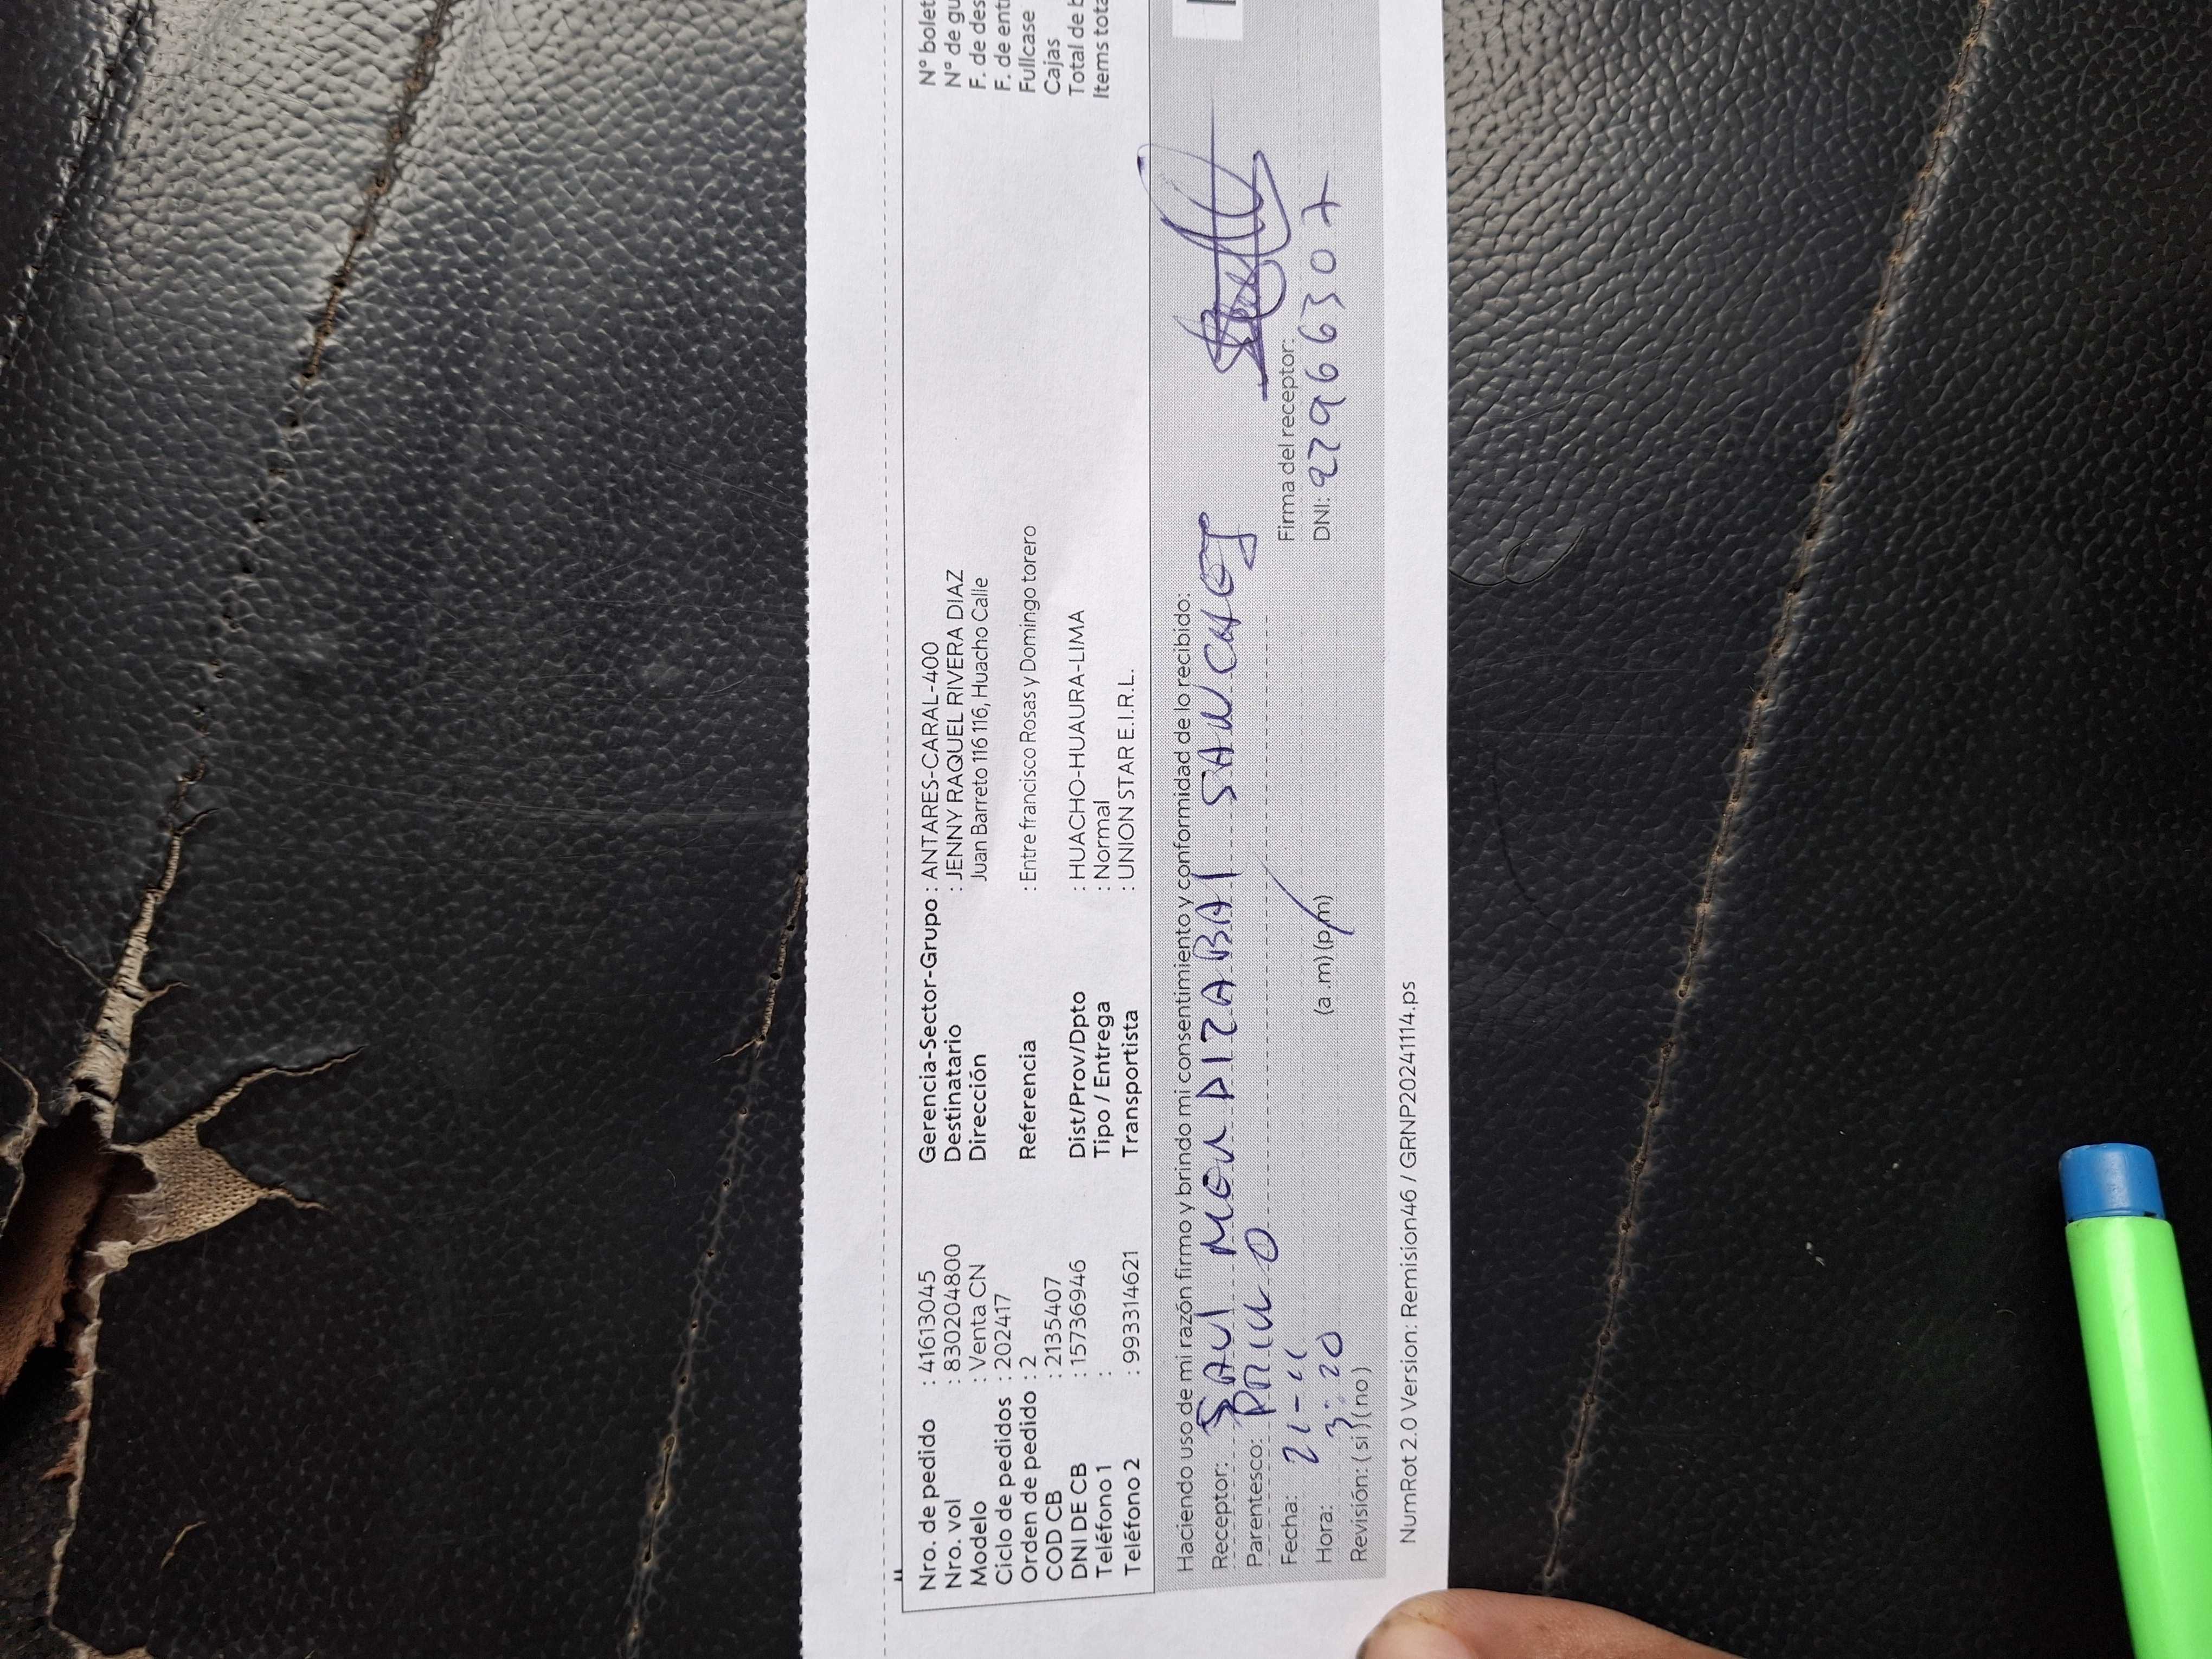 Nro. de pedido : 41613045
Nro. vol : 830204800
Modelo : Venta CN
Ciclo de pedidos : 202417
Orden de pedido : 2
COD CB : 2135407
DNI DE CB : 15736946
Teléfono 1 :
Teléfono 2 : 993314621
Gerencia-Sector-Grupo : ANTARES-CARAL-400
Destinatario : JENNY RAQUEL RIVERA DIAZ
Dirección Juan Barreto 116 116, Huacho Calle
Referencia : Entre francisco Rosas y Domingo torero
Dist/Prov/Dpto : HUACHO-HUAURA-LIMA
Tipo / Entrega : Normal
Transportista : UNION STAR E.I.R.L.
N° bolet
N° de gu
F. de des
F. de ent
Fullcase
Cajas
Total de b
Items tota
Haciendo uso de mi razón firmo y brindo mi consentimiento y conformidad de lo recibido:
Receptor: SAUL MENDIZABAL SANCHEZ
Parentesco:
Fecha: 21-11
Hora: 3:20 (a .m) (p.m)
Revisión: ( si ) (no )
Firma del receptor:
DNI: 27966307
NumRot 2.0 Version: Remision46 / GRNP20241114.ps